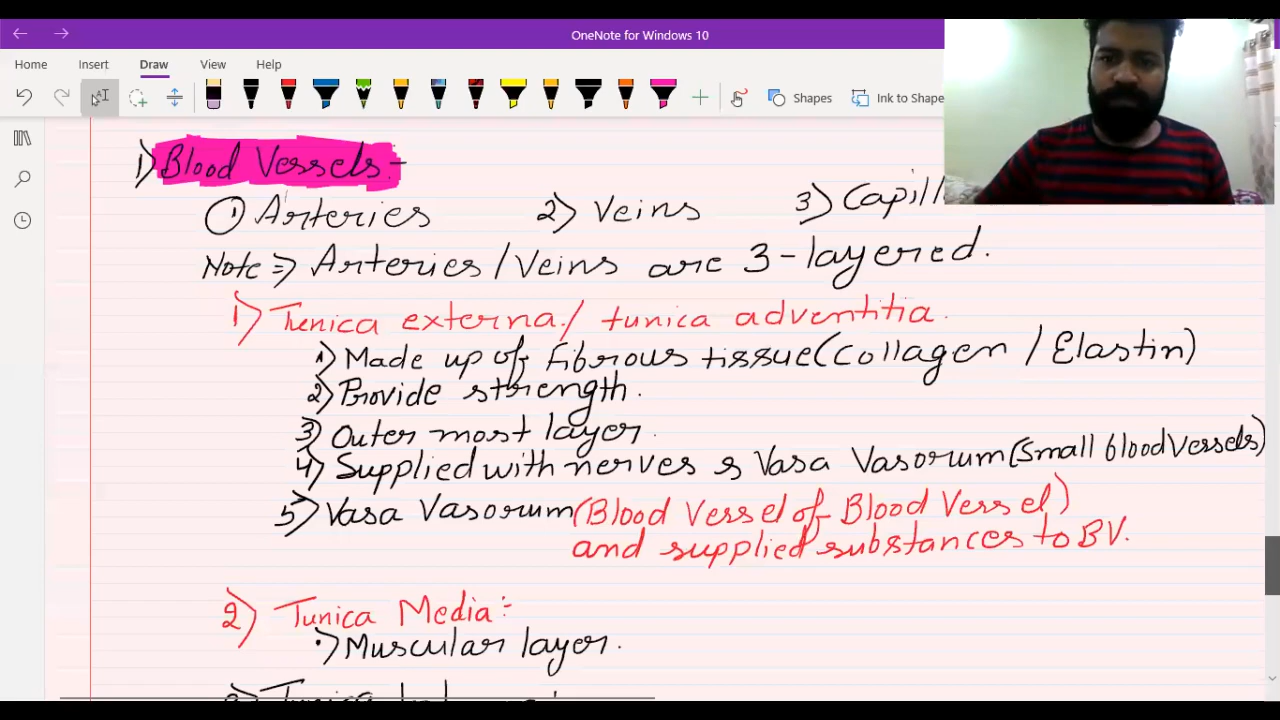 OneNote for Windows 10
Home Insert Draw View Help
Shapes Ink to Shape
1) Blood Vessels:-
1) Arteries 2) Veins 3) Capill
Note => Arteries/Veins are 3-layered.
1) Tunica externa/ tunica adventitia.
1) Made up of fibrous tissue(Collagen / Elastin)
2) Provide strength.
3) Outer most layer.
4) Supplied with nerves & Vasa Vasorum(Small blood Vessels)
5) Vasa Vasorum(Blood Vessel of Blood Vessel)
and supplied substances to BV.
2) Tunica Media:-
•) Muscular layer.
Tunica